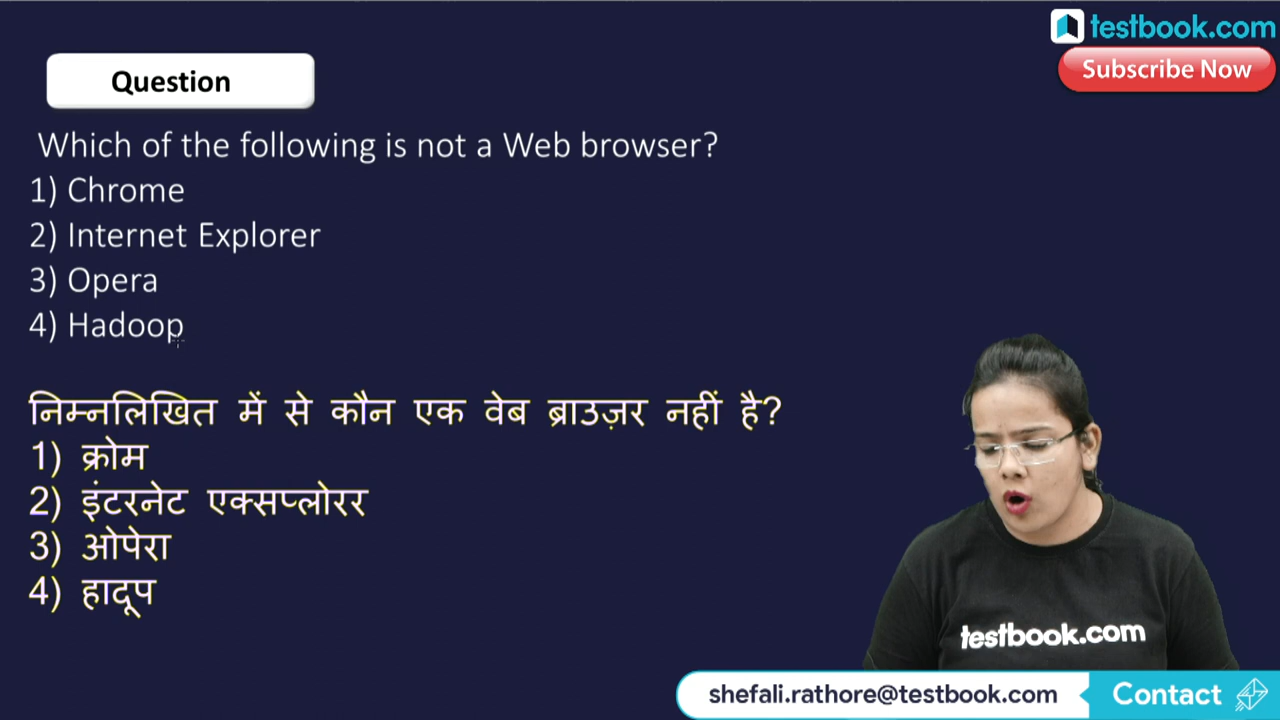 testbook.com
Subscribe Now
Question
Which of the following is not a Web browser?
1) Chrome
2) Internet Explorer
3) Opera
4) Hadoop
निम्नलिखित में से कौन एक वेब ब्राउज़र नहीं है?
1) क्रोम
2) इंटरनेट एक्सप्लोरर
3) ओपेरा
4) हादूप
testbook.com
shefali.rathore@testbook.com Contact